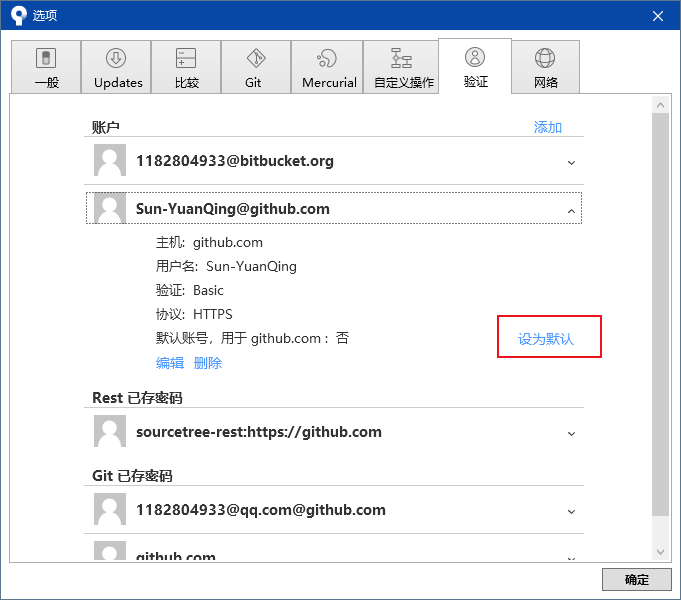 选项
一般 Updates 比较 Git Mercurial 自定义操作 验证 网络
账户 添加
1182804933@bitbucket.org
Sun-YuanQing@github.com
主机: github.com
用户名: Sun-YuanQing
验证: Basic
协议: HTTPS
默认账号，用于 github.com： 否 设为默认
编辑 删除
Rest 已存密码
sourcetree-rest:https://github.com
Git 已存密码
1182804933@qq.com@github.com
github.com
确定